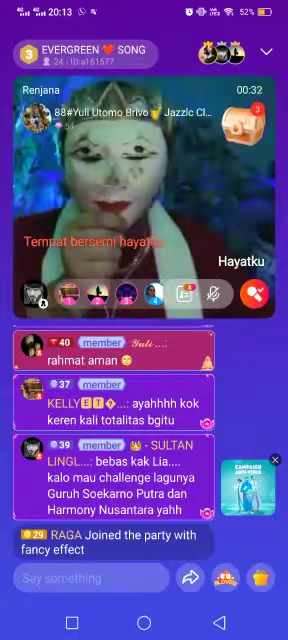 20:13
52%
3 EVERGREEN ❤️ SONG
24 | ID:a161577
Renjana
00:32
88#Yuli Utomo Brivo Jazzlc Cl...
54
3
Tempat bersemi hayatku
Hayatku
40 member Yuli ...:
rahmat aman
37 member
KELLY🅴🆃�...: ayahhhh kok
keren kali totalitas bgitu
39 member 👑 - SULTAN
LINGL...: bebas kak Lia....
kalo mau challenge lagunya
Guruh Soekarno Putra dan
Harmony Nusantara yahh
CAMPAIGN
ANTI-VIRUS
29 RAGA Joined the party with
fancy effect
Say something